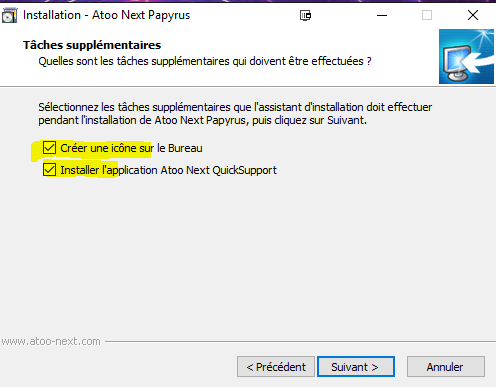 Installation - Atoo Next Papyrus
Tâches supplémentaires
Quelles sont les tâches supplémentaires qui doivent être effectuées ?
Sélectionnez les tâches supplémentaires que l'assistant d'installation doit effectuer
pendant l'installation de Atoo Next Papyrus, puis cliquez sur Suivant.
Créer une icône sur le Bureau
Installer l'application Atoo Next QuickSupport
www.atoo-next.com
< Précédent
Suivant >
Annuler